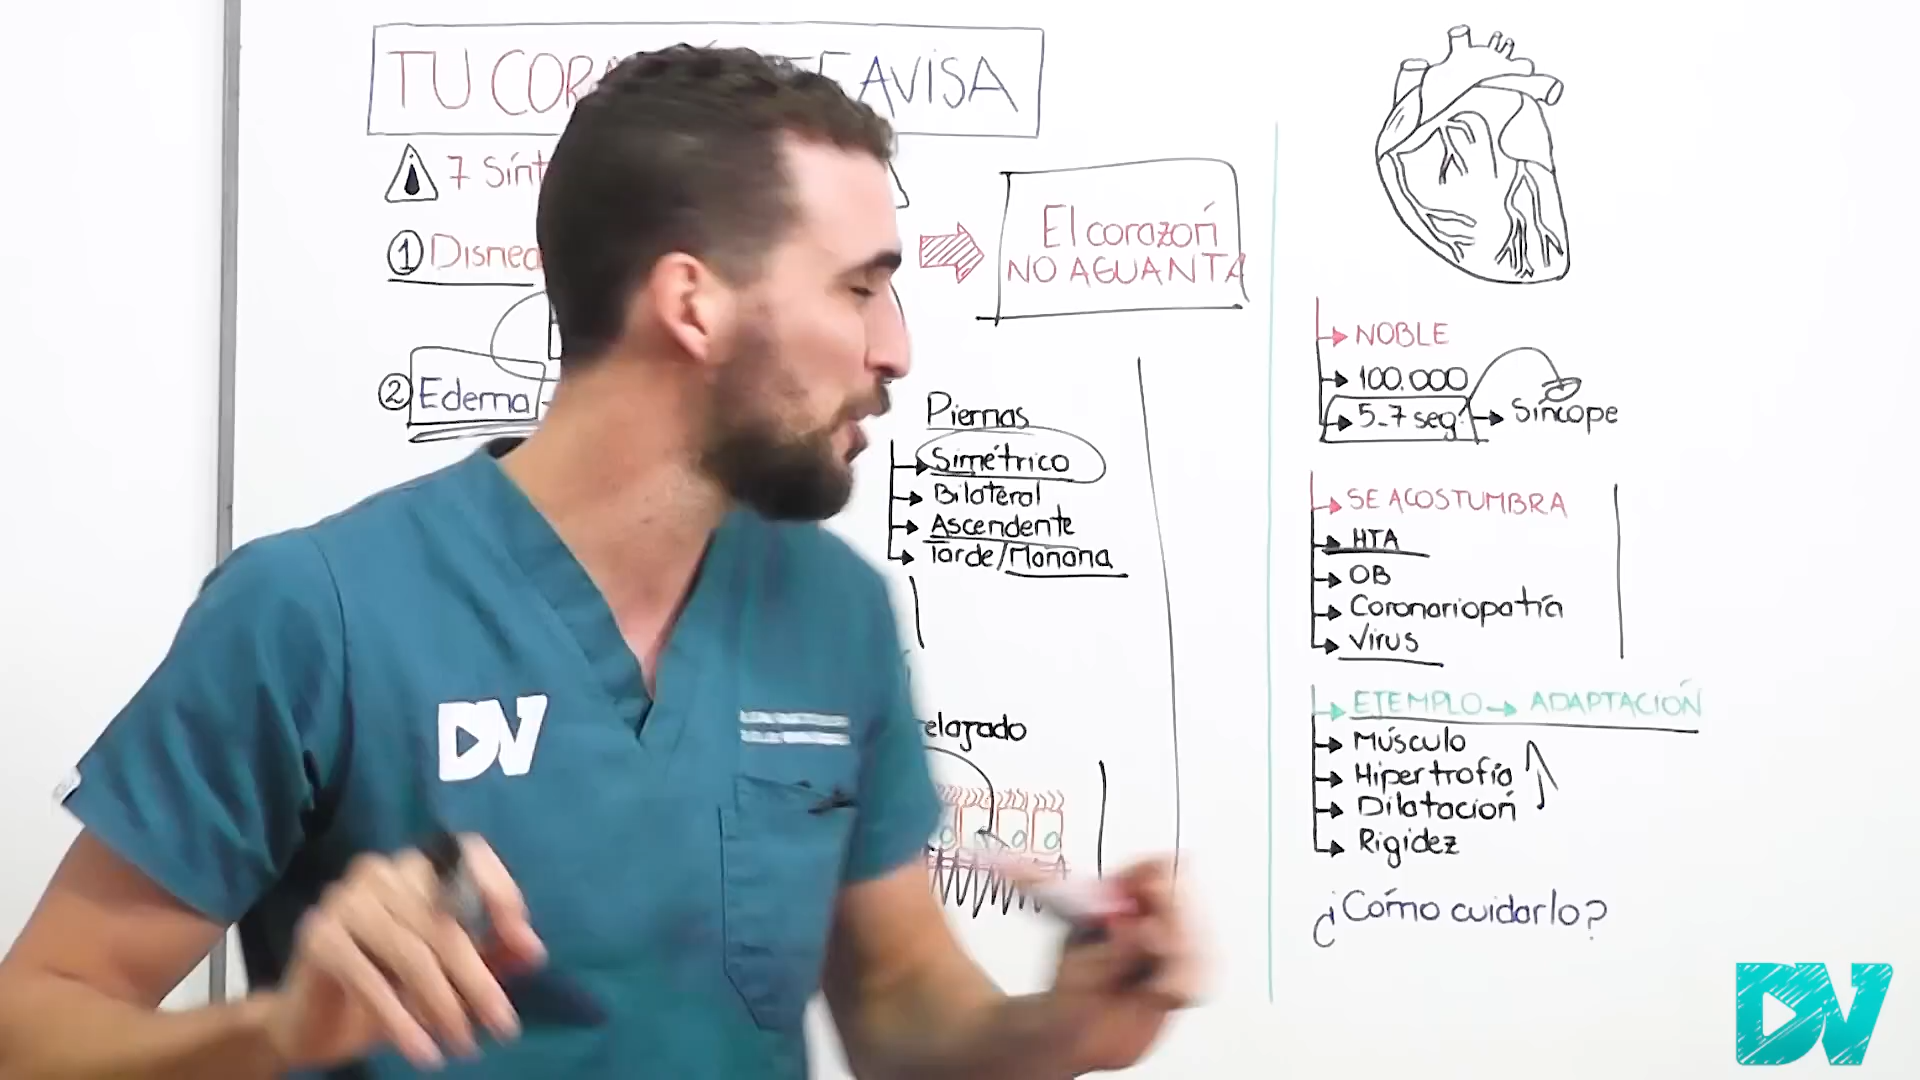 TU COR AVISA
7 Sínt
1 Disnea
El corazón
NO AGUANTA
2 Edema
Piernas
Simétrico
Bilateral
Ascendente
Tarde/Mañana
elajado
NOBLE
100.000
5-7 seg. Síncope
SE ACOSTUMBRA
HTA
OB
Coronariopatía
Virus
EJEMPLO → ADAPTACIÓN
Músculo
Hipertrofia
Dilatación
Rigidez
¿Cómo cuidarlo?
DV
DV